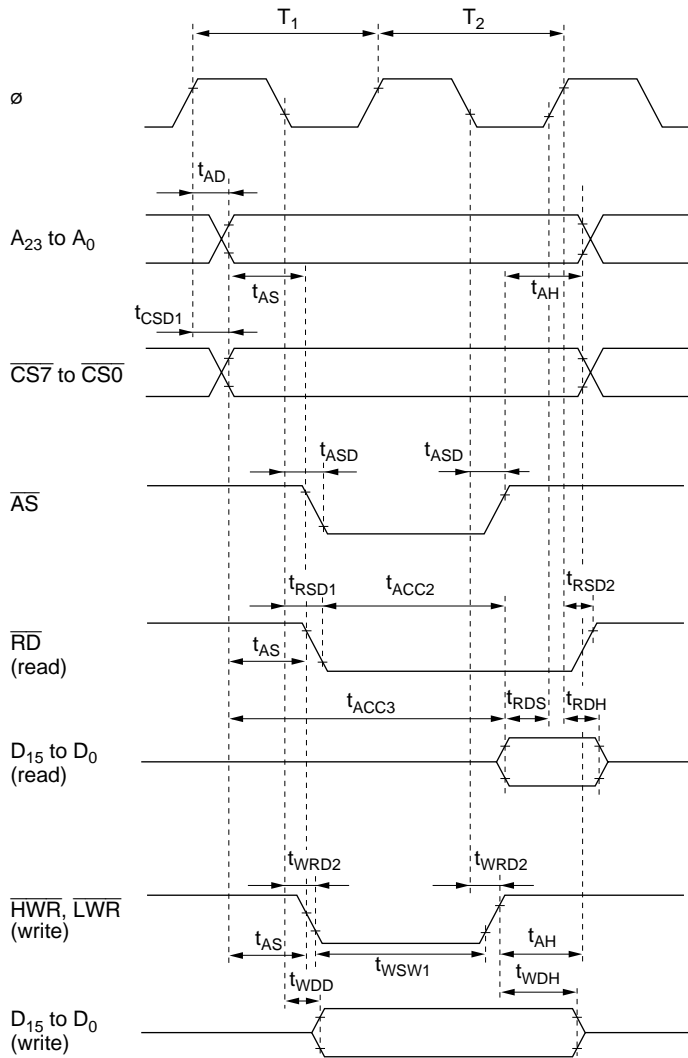 T1 T2
ø
tAD
A23 to A0
tAS tAH
tCSD1
CS7 to CS0
tASD tASD
AS
tRSD1 tACC2 tRSD2
RD
(read)
tAS
tACC3 tRDS tRDH
D15 to D0
(read)
tWRD2 tWRD2
HWR, LWR
(write)
tAS tWSW1 tAH
tWDD tWDH
D15 to D0
(write)